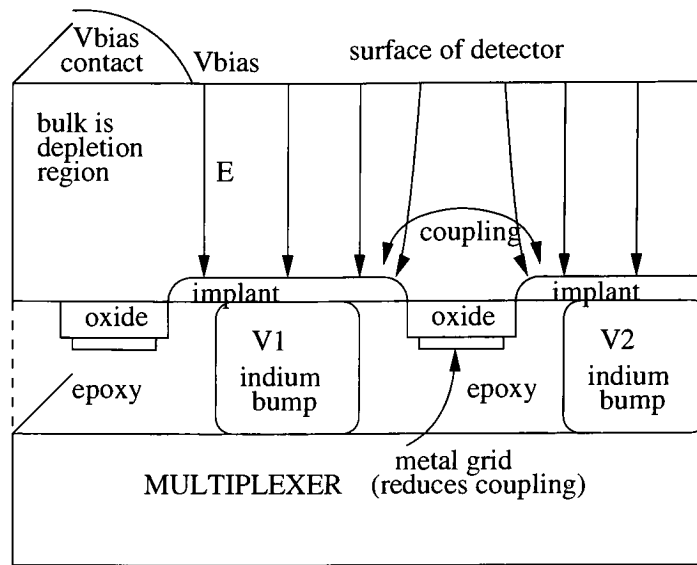 Vbias
contact
Vbias
surface of detector
bulk is
depletion
region
E
coupling
implant
implant
oxide
oxide
V1
V2
indium
bump
indium
bump
epoxy
epoxy
metal grid
(reduces coupling)
MULTIPLEXER